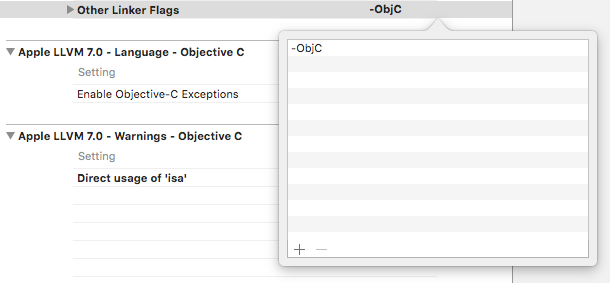 Other Linker Flags -ObjC
-ObjC
Apple LLVM 7.0 - Language - Objective C
Setting
Enable Objective-C Exceptions
Apple LLVM 7.0 - Warnings - Objective C
Setting
Direct usage of 'isa'